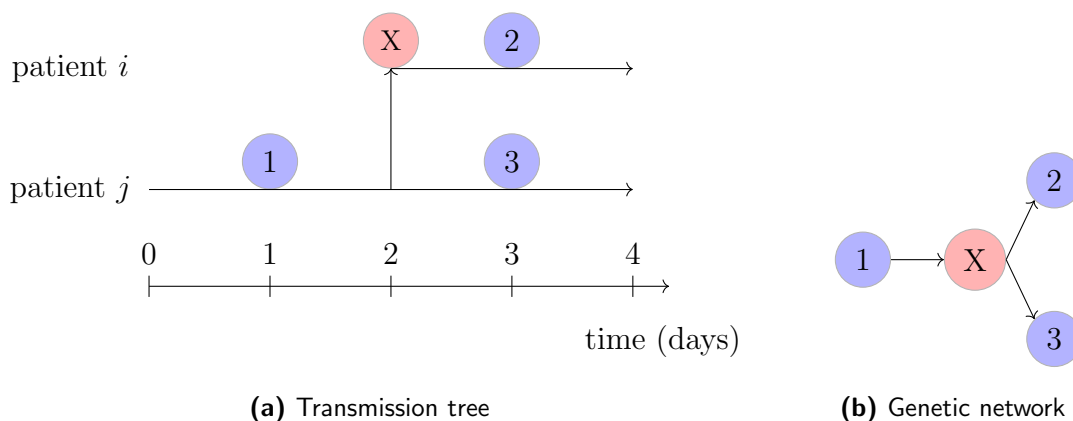 X 2
patient i
1 3
patient j
0 1 2 3 4
time (days)
(a) Transmission tree
2
1 X
3
(b) Genetic network